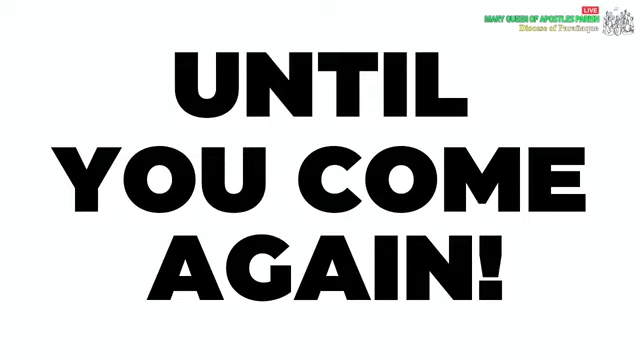 LIVE
MARY QUEEN OF APOSTLES PARISH
Diocese of Parañaque
UNTIL
YOU COME
AGAIN!